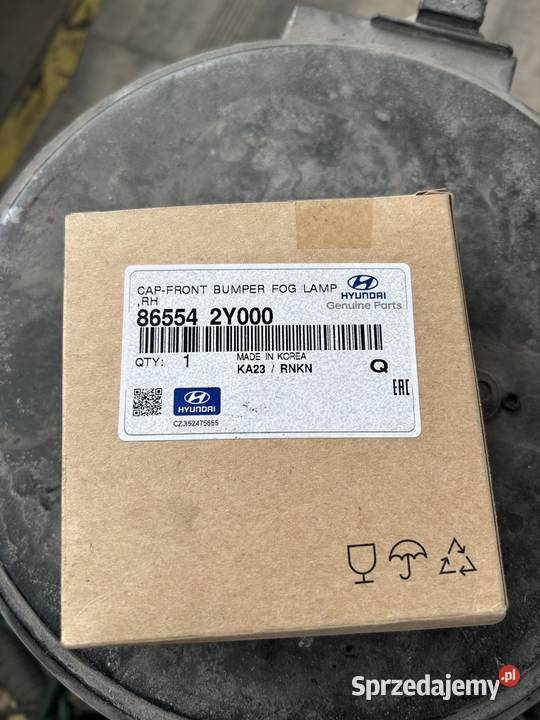 CAP-FRONT BUMPER FOG LAMP
,RH
HYUNDAI
Genuine Parts
86554 2Y000
QTY: 1
MADE IN KOREA
KA23 / RNKN
Q
EAC
HYUNDAI
CZJI52475655
Sprzedajemy.pl